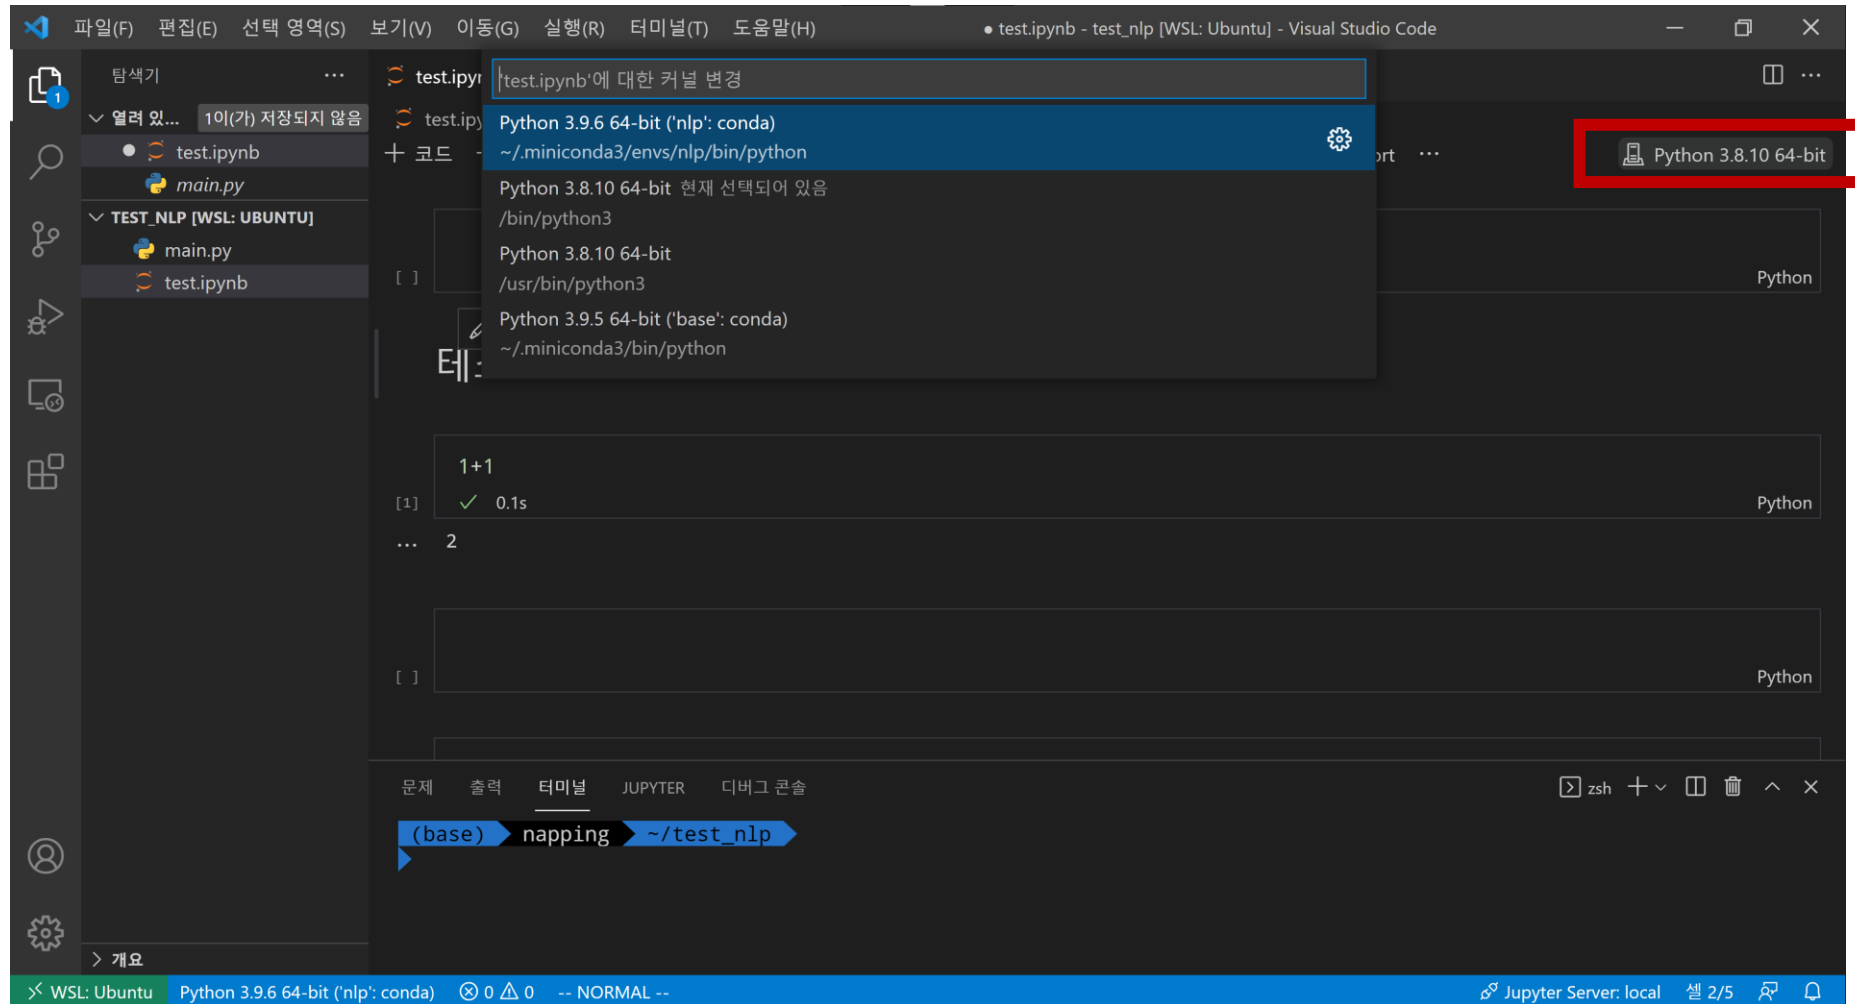 파일(F) 편집(E) 선택 영역(S) 보기(V) 이동(G) 실행(R) 터미널(T) 도움말(H) ● test.ipynb - test_nlp [WSL: Ubuntu] - Visual Studio Code
탐색기 ...
1
열려 있... 1이(가) 저장되지 않음
● test.ipynb
main.py
TEST_NLP [WSL: UBUNTU]
main.py
test.ipynb
개요
'test.ipynb'에 대한 커널 변경
Python 3.9.6 64-bit ('nlp': conda)
~/.miniconda3/envs/nlp/bin/python
Python 3.8.10 64-bit 현재 선택되어 있음
/bin/python3
Python 3.8.10 64-bit
/usr/bin/python3
Python 3.9.5 64-bit ('base': conda)
~/.miniconda3/bin/python
+ 코드
Python 3.8.10 64-bit
[ ]
Python
1+1
[1] ✓ 0.1s Python
... 2
[ ] Python
문제 출력 터미널 JUPYTER 디버그 콘솔 zsh
(base) napping ~/test_nlp
WSL: Ubuntu Python 3.9.6 64-bit ('nlp': conda) 0 0 -- NORMAL -- Jupyter Server: local 셀 2/5